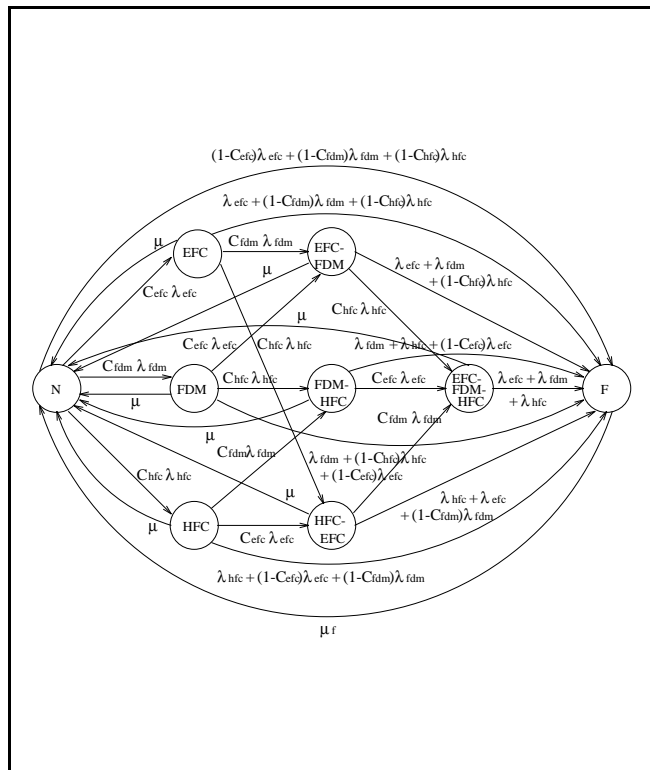 (1-Cefc)λ efc + (1-Cfdm)λ fdm + (1-Chfc)λ hfc
λ efc + (1-Cfdm)λ fdm + (1-Chfc)λ hfc
μ
EFC
Cfdm λ fdm
EFC-
FDM
μ
λ efc + λ fdm
+ (1-Chfc)λ hfc
Cefc λ efc
Chfc λ hfc
μ
Cefc λ efc
Chfc λ hfc
λ fdm + λ hfc + (1-Cefc)λ efc
N
Cfdm λ fdm
μ
FDM
Chfc λ hfc
FDM-
HFC
Cefc λ efc
EFC-
FDM-
HFC
λ efc + λ fdm
+ λ hfc
F
μ
Cfdm λ fdm
Cfdm λ fdm
Chfc λ hfc
λ fdm + (1-Chfc)λ hfc
+ (1-Cefc)λ efc
μ
λ hfc + λ efc
+ (1-Cfdm)λ fdm
μ
HFC
Cefc λ efc
HFC-
EFC
λ hfc + (1-Cefc)λ efc + (1-Cfdm)λ fdm
μ f